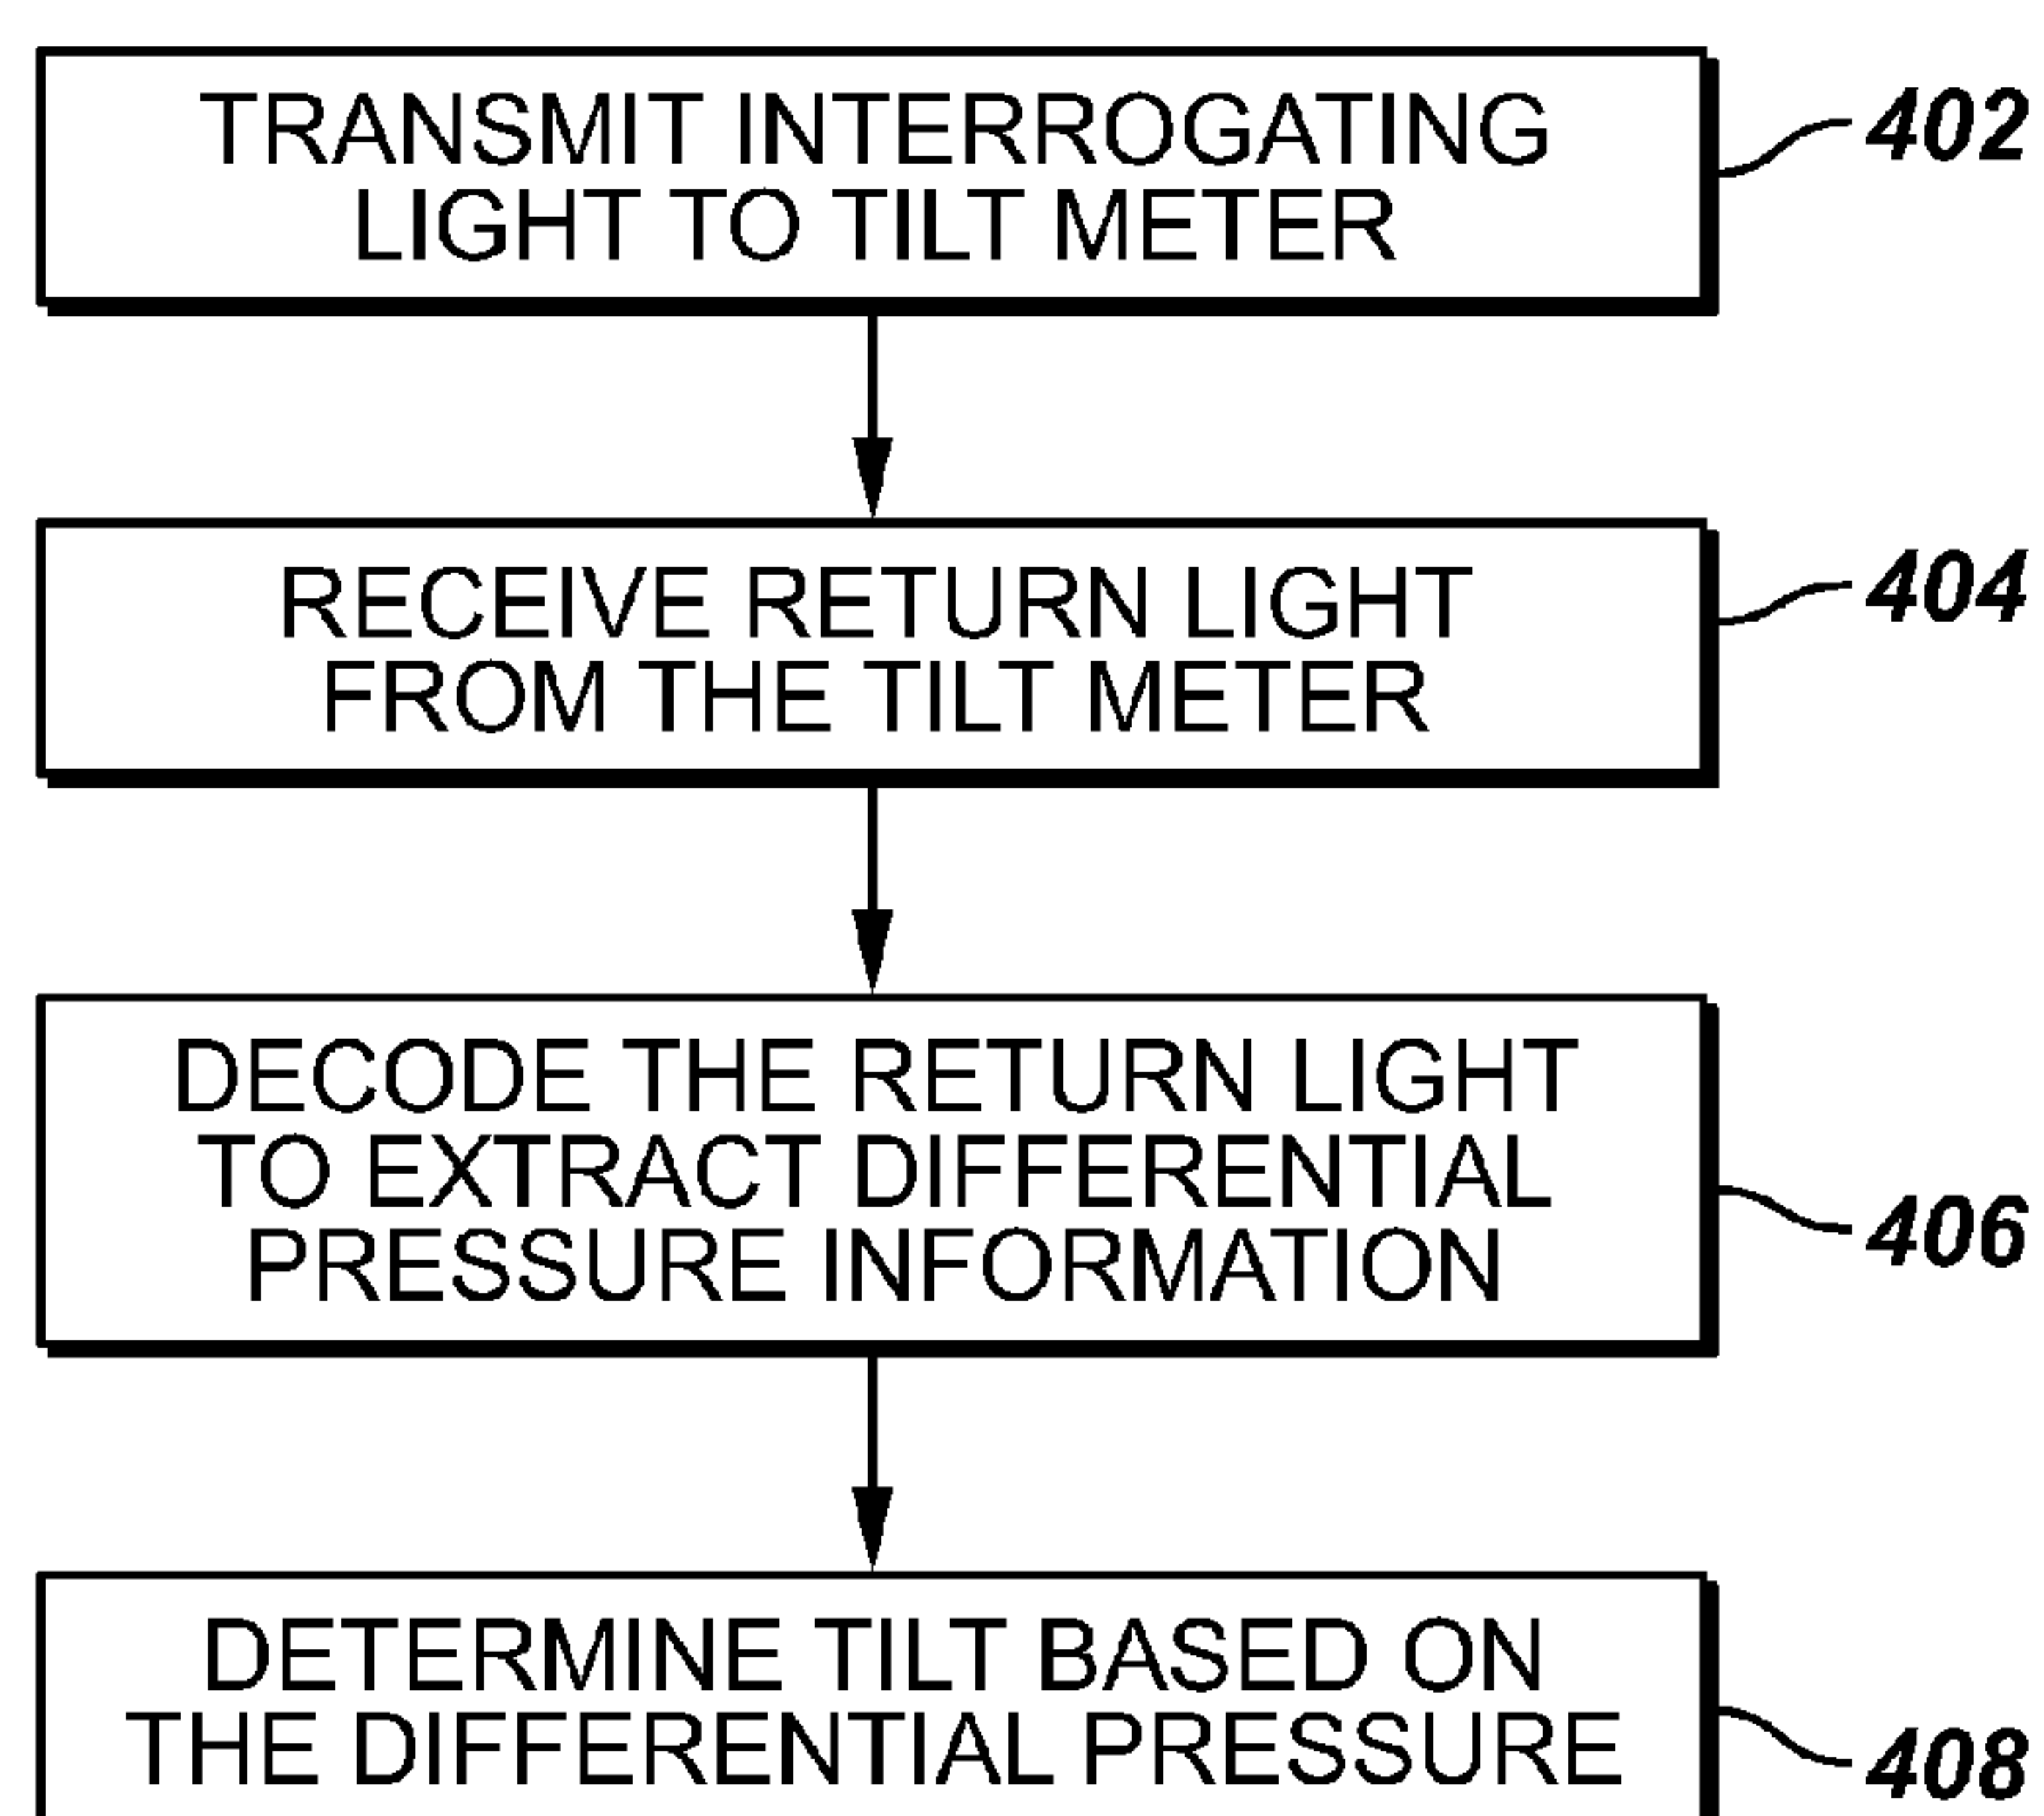 TRANSMIT INTERROGATING
LIGHT TO TILT METER
402
RECEIVE RETURN LIGHT
FROM THE TILT METER
404
DECODE THE RETURN LIGHT
TO EXTRACT DIFFERENTIAL
PRESSURE INFORMATION
406
DETERMINE TILT BASED ON
THE DIFFERENTIAL PRESSURE
408